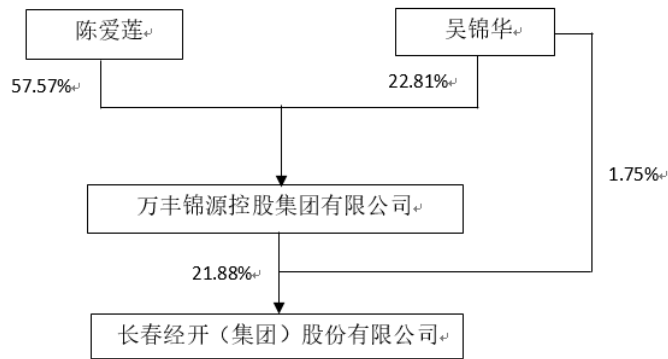 陈爱莲
吴锦华
57.57%
22.81%
1.75%
万丰锦源控股集团有限公司
21.88%
长春经开（集团）股份有限公司